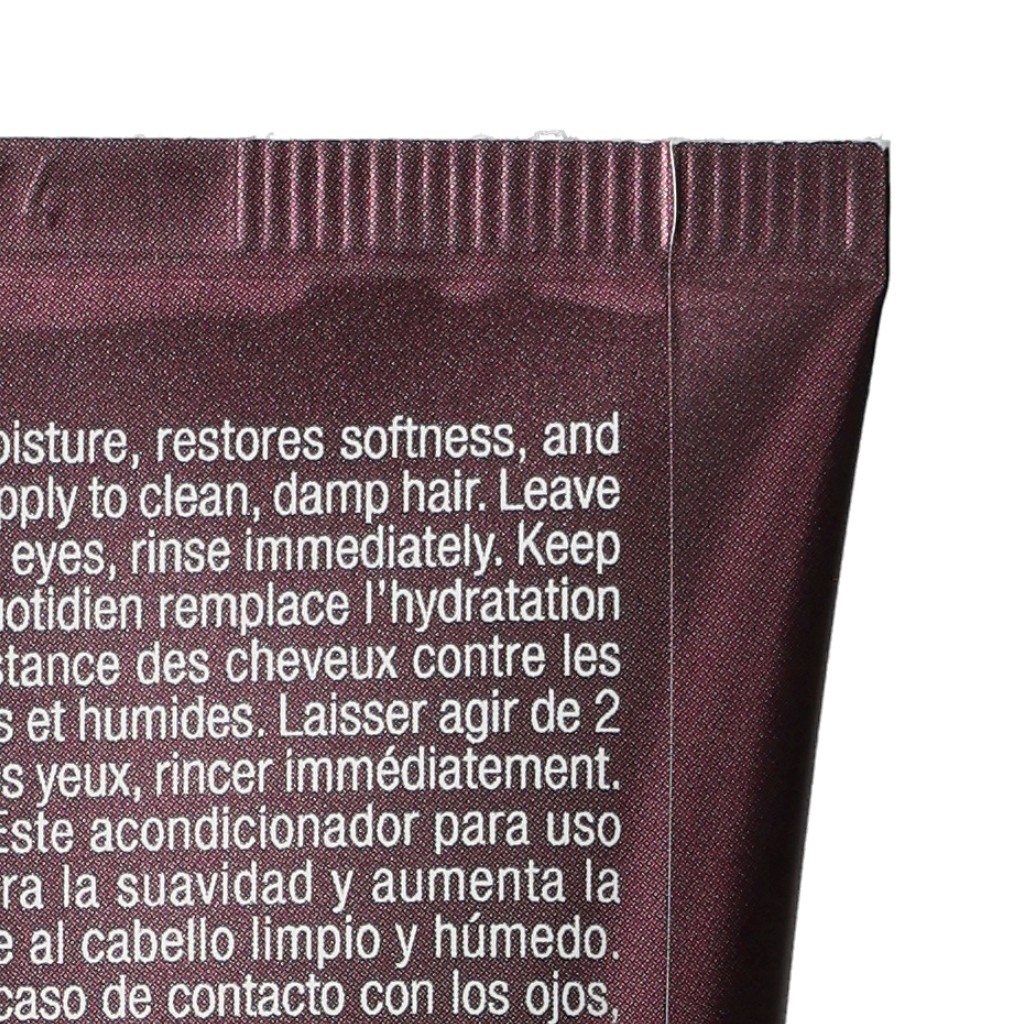 oisture, restores softness, and
pply to clean, damp hair. Leave
eyes, rinse immediately. Keep
uotidien remplace l'hydratation
stance des cheveux contre les
s et humides. Laisser agir de 2
s yeux, rincer immédiatement.
Este acondicionador para uso
ra la suavidad y aumenta la
e al cabello limpio y húmedo.
caso de contacto con los ojos,